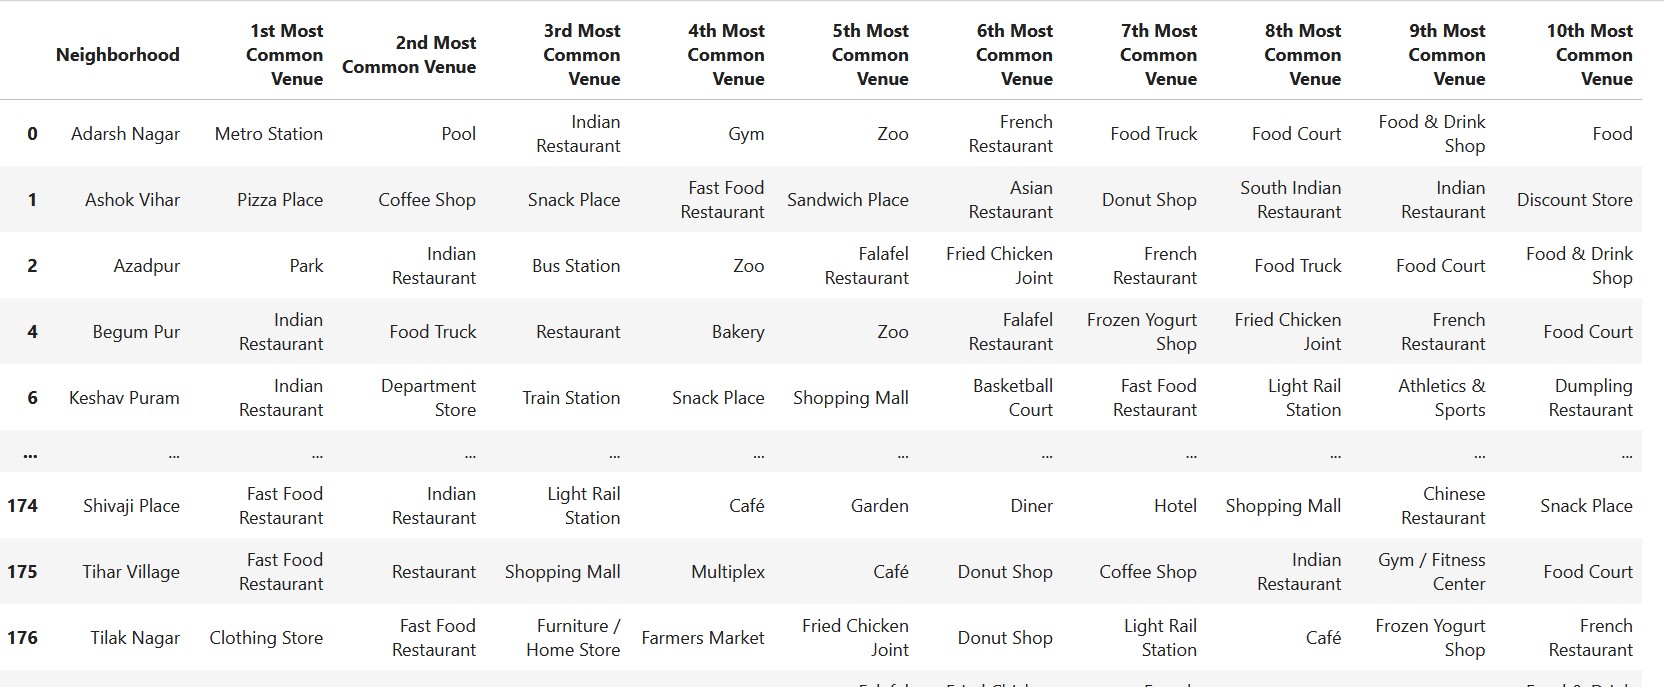 Neighborhood 1st Most Common Venue 2nd Most Common Venue 3rd Most Common Venue 4th Most Common Venue 5th Most Common Venue 6th Most Common Venue 7th Most Common Venue 8th Most Common Venue 9th Most Common Venue 10th Most Common Venue
0 Adarsh Nagar Metro Station Pool Indian Restaurant Gym Zoo French Restaurant Food Truck Food Court Food & Drink Shop Food
1 Ashok Vihar Pizza Place Coffee Shop Snack Place Fast Food Restaurant Sandwich Place Asian Restaurant Donut Shop South Indian Restaurant Indian Restaurant Discount Store
2 Azadpur Park Indian Restaurant Bus Station Zoo Falafel Restaurant Fried Chicken Joint French Restaurant Food Truck Food Court Food & Drink Shop
4 Begum Pur Indian Restaurant Food Truck Restaurant Bakery Zoo Falafel Restaurant Frozen Yogurt Shop Fried Chicken Joint French Restaurant Food Court
6 Keshav Puram Indian Restaurant Department Store Train Station Snack Place Shopping Mall Basketball Court Fast Food Restaurant Light Rail Station Athletics & Sports Dumpling Restaurant
... ... ... ... ... ... ... ... ... ... ... ...
174 Shivaji Place Fast Food Restaurant Indian Restaurant Light Rail Station Café Garden Diner Hotel Shopping Mall Chinese Restaurant Snack Place
175 Tihar Village Fast Food Restaurant Restaurant Shopping Mall Multiplex Café Donut Shop Coffee Shop Indian Restaurant Gym / Fitness Center Food Court
176 Tilak Nagar Clothing Store Fast Food Restaurant Furniture / Home Store Farmers Market Fried Chicken Joint Donut Shop Light Rail Station Café Frozen Yogurt Shop French Restaurant